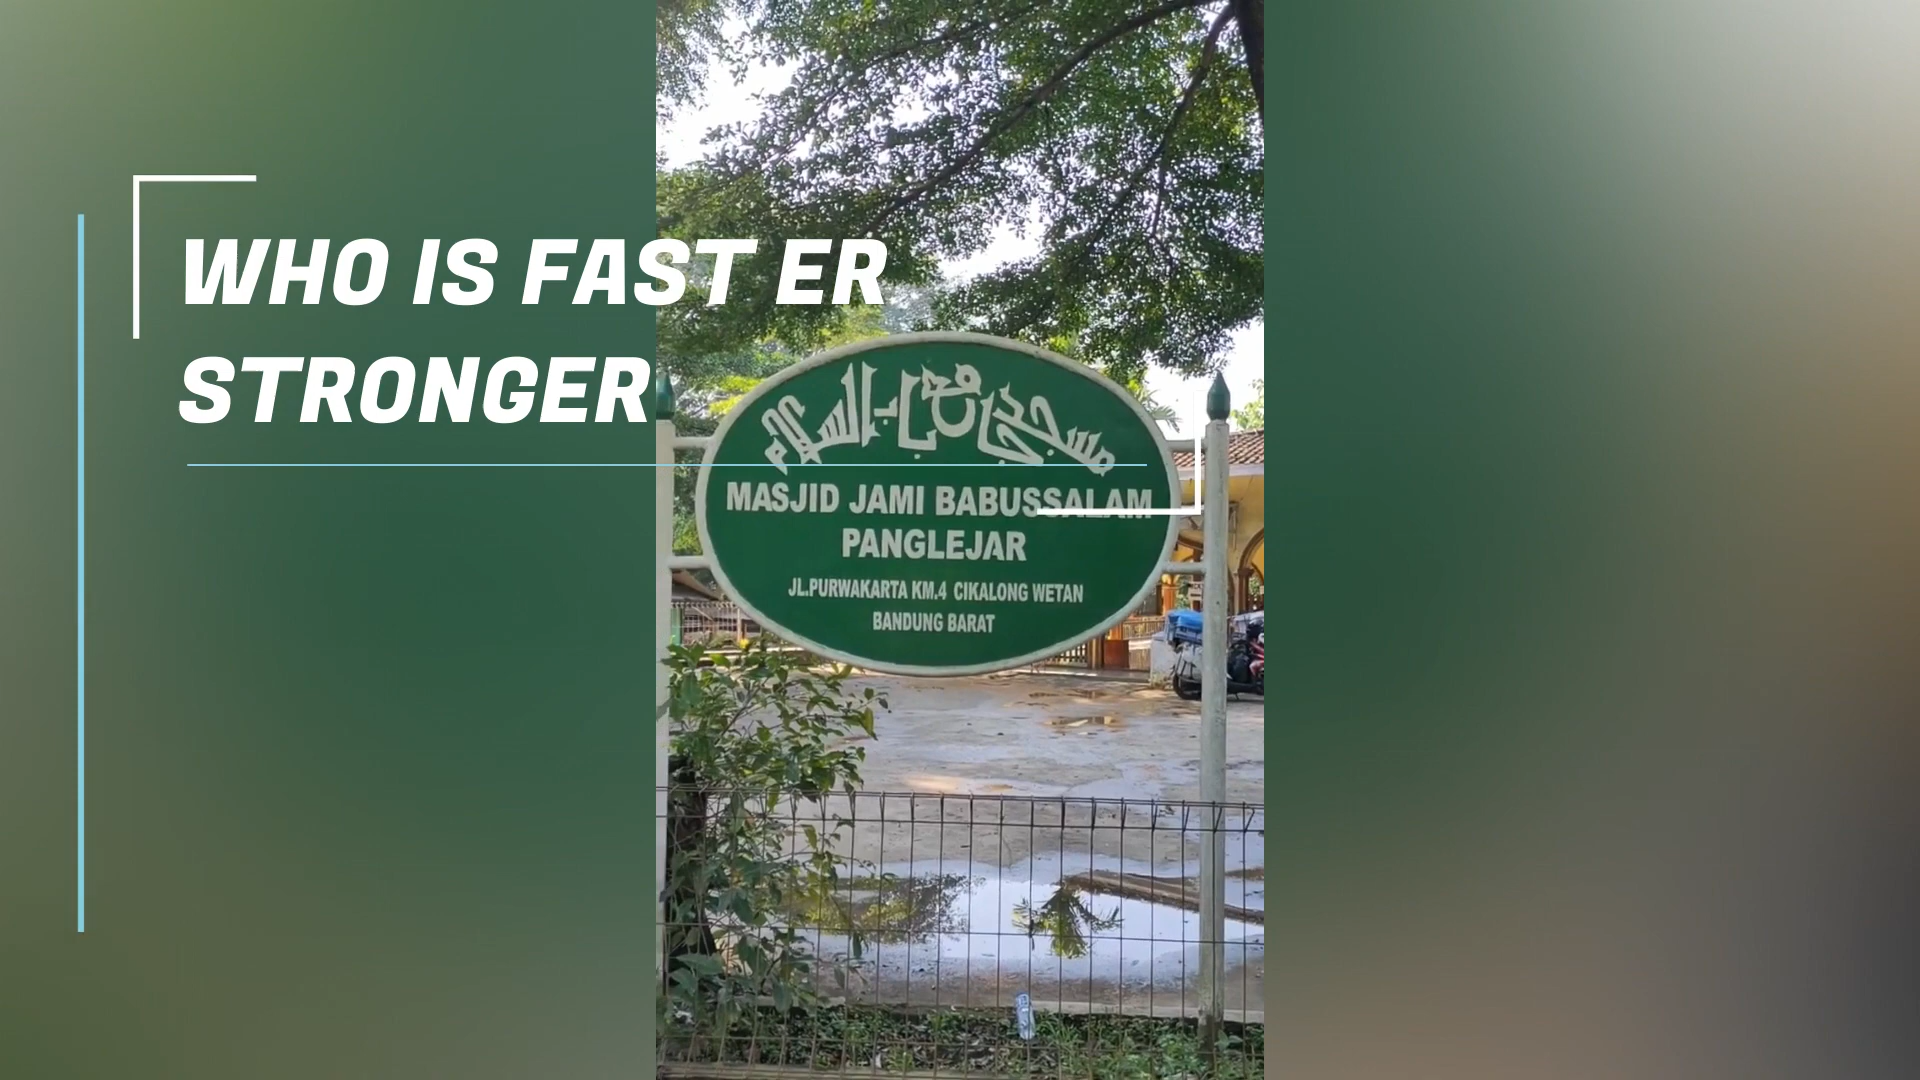 WHO IS FAST ER
STRONGER
مسجد جامع باب السلام
MASJID JAMI BABUSSALAM
PANGLEJAR
JL.PURWAKARTA KM.4 CIKALONG WETAN
BANDUNG BARAT